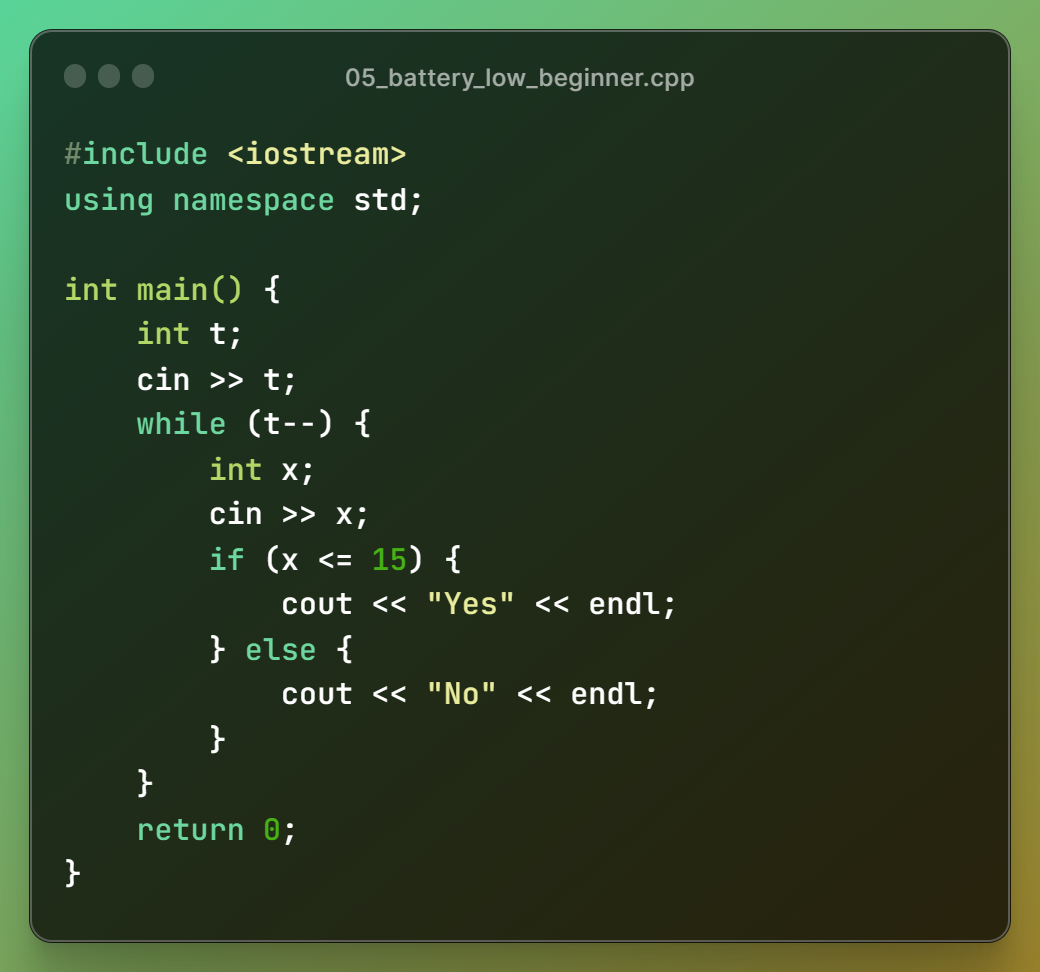 05_battery_low_beginner.cpp
#include <iostream>
using namespace std;

int main() {
    int t;
    cin >> t;
    while (t--) {
        int x;
        cin >> x;
        if (x <= 15) {
            cout << "Yes" << endl;
        } else {
            cout << "No" << endl;
        }
    }
    return 0;
}